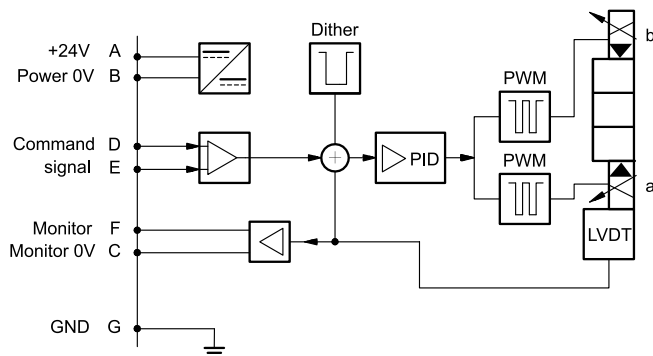 Dither
b
+24V A
Power 0V B
PWM
Command D
signal E
PID
PWM
a
Monitor F
Monitor 0V C
LVDT
GND G